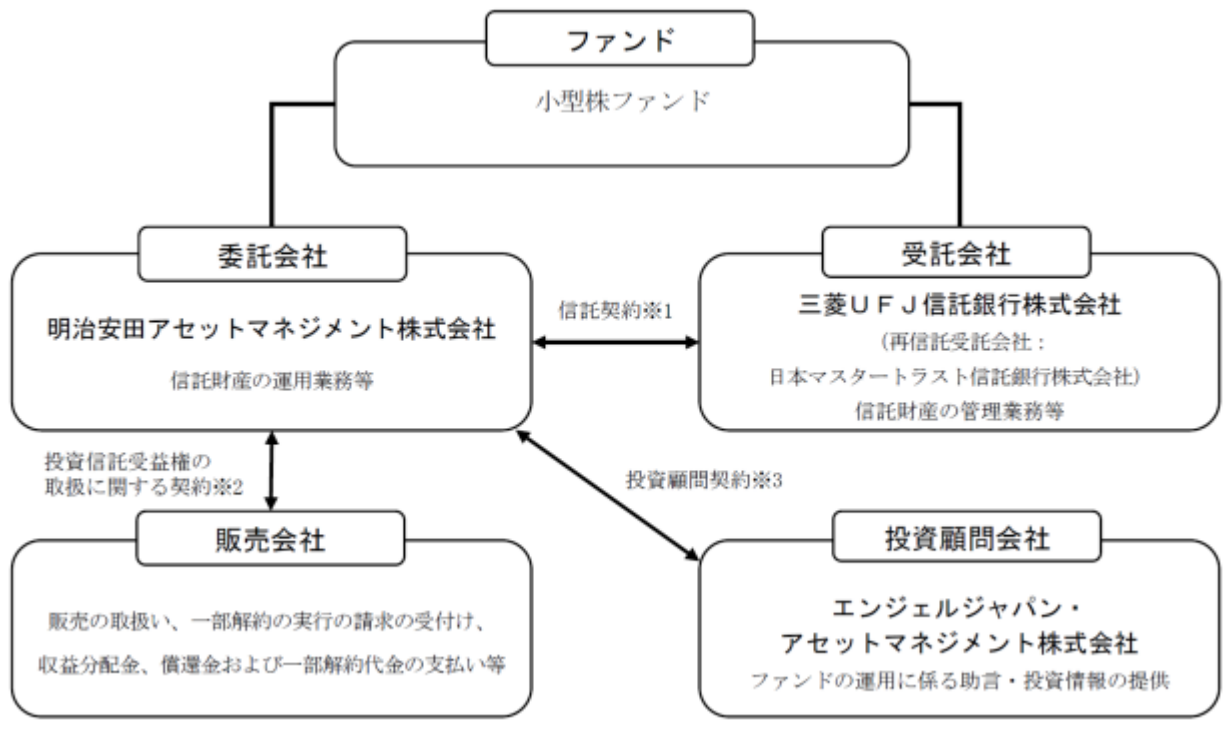 ファンド
小型株ファンド
委託会社
明治安田アセットマネジメント株式会社
信託財産の運用業務等
信託契約※1
受託会社
三菱UFJ信託銀行株式会社
(再信託受託会社:
日本マスタートラスト信託銀行株式会社)
信託財産の管理業務等
投資信託受益権の
取扱に関する契約※2
投資顧問契約※3
販売会社
販売の取扱い、一部解約の実行の請求の受付け、
収益分配金、償還金および一部解約代金の支払い等
投資顧問会社
エンジェルジャパン・
アセットマネジメント株式会社
ファンドの運用に係る助言・投資情報の提供